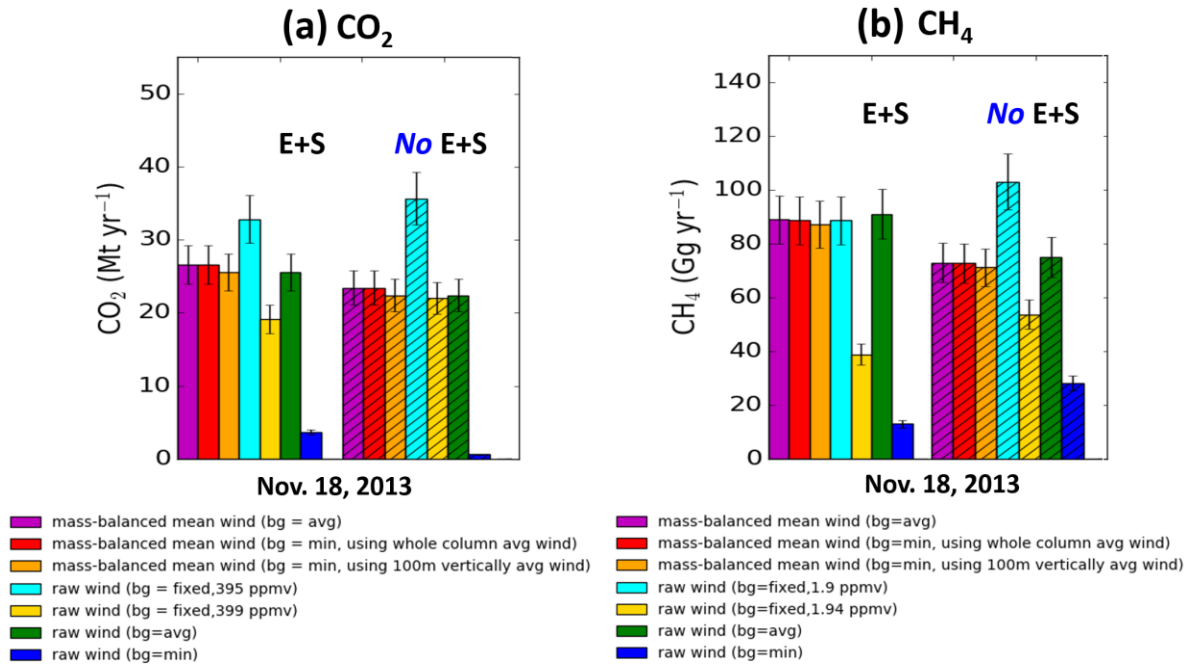 (a) CO₂
50
40
30
20
10
0
CO₂ (Mt yr⁻¹)
E+S
No E+S
Nov. 18, 2013
mass-balanced mean wind (bg = avg)
mass-balanced mean wind (bg = min, using whole column avg wind)
mass-balanced mean wind (bg = min, using 100m vertically avg wind)
raw wind (bg = fixed,395 ppmv)
raw wind (bg = fixed,399 ppmv)
raw wind (bg=avg)
raw wind (bg=min)
(b) CH₄
140
120
100
80
60
40
20
0
CH₄ (Gg yr⁻¹)
E+S
No E+S
Nov. 18, 2013
mass-balanced mean wind (bg=avg)
mass-balanced mean wind (bg=min, using whole column avg wind)
mass-balanced mean wind (bg=min, using 100m vertically avg wind)
raw wind (bg=fixed,1.9 ppmv)
raw wind (bg=fixed,1.94 ppmv)
raw wind (bg=avg)
raw wind (bg=min)